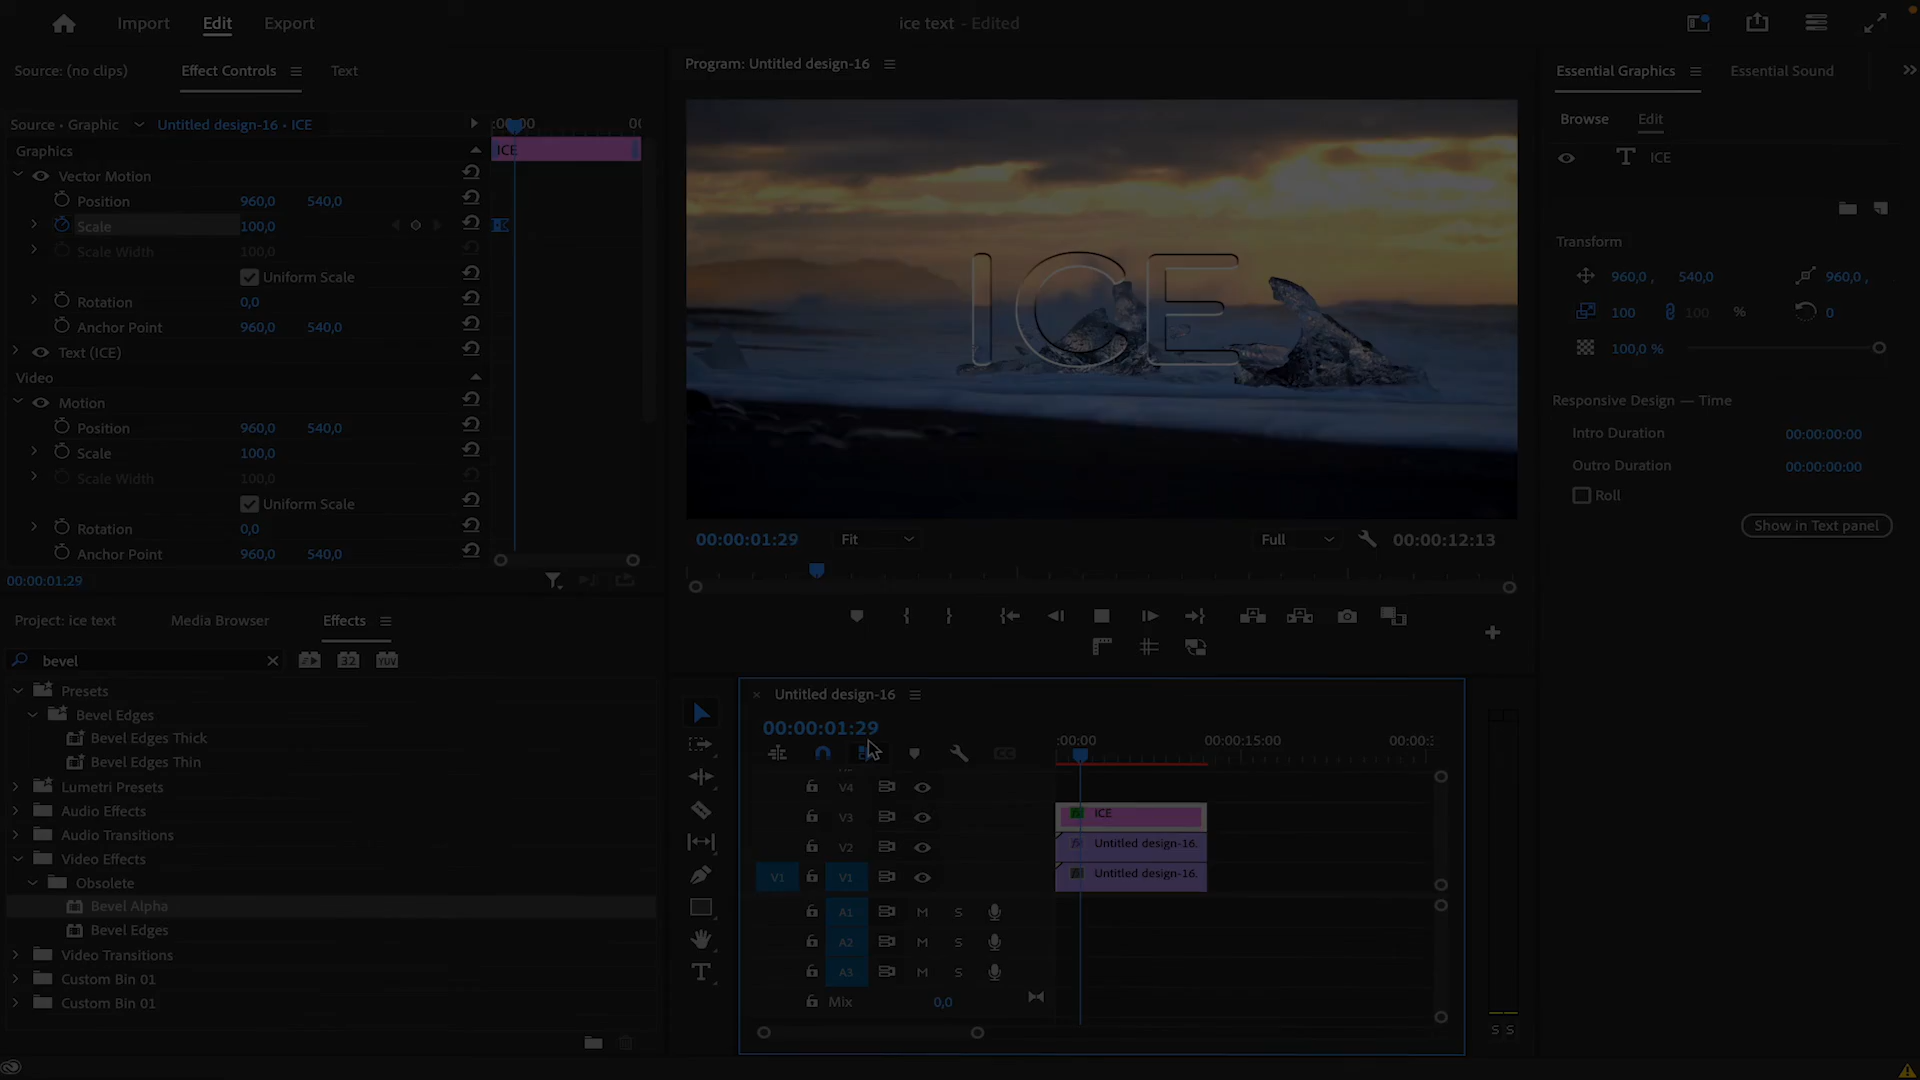 Import Edit Export
ice text - Edited
Source: (no clips) Effect Controls Text
Program: Untitled design-16
Essential Graphics Essential Sound
Source · Graphic Untitled design-16 · ICE
:00:00
Browse Edit
Graphics
ICE
ICE
Vector Motion
Position 960,0 540,0
Scale 100,0
Scale Width 100,0
Uniform Scale
Rotation 0,0
Anchor Point 960,0 540,0
Text (ICE)
Video
Motion
Position 960,0 540,0
Scale 100,0
Scale Width 100,0
Uniform Scale
Rotation 0,0
Anchor Point 960,0 540,0
00:00:01:29
ICE
00:00:01:29 Fit Full 00:00:12:13
Transform
960,0 , 540,0 960,0 ,
100 100 % 0
100,0 %
Responsive Design — Time
Intro Duration 00:00:00:00
Outro Duration 00:00:00:00
Roll
Show in Text panel
Project: ice text Media Browser Effects
bevel 32 YUV
Presets
Bevel Edges
Bevel Edges Thick
Bevel Edges Thin
Lumetri Presets
Audio Effects
Audio Transitions
Video Effects
Obsolete
Bevel Alpha
Bevel Edges
Video Transitions
Custom Bin 01
Custom Bin 01
Untitled design-16
00:00:01:29
:00:00 00:00:15:00 00:00:
CC
V4
V3 ICE
V2 Untitled design-16.
V1 V1 Untitled design-16.
A1 M S
A2 M S
A3 M S
Mix 0,0
S S